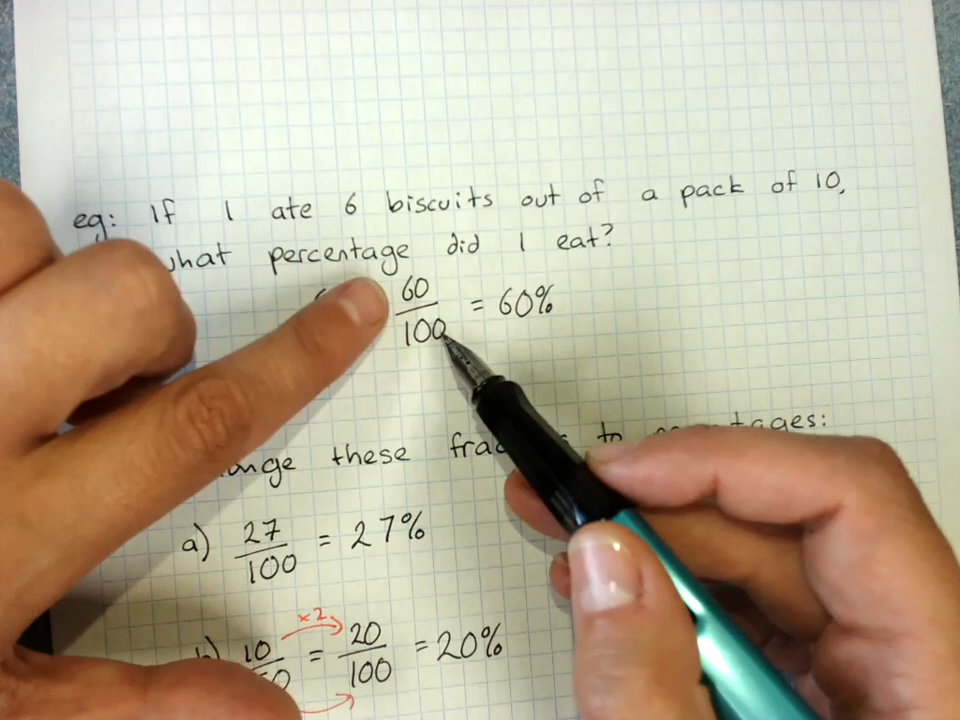 eg: If I ate 6 biscuits out of a pack of 10,
what percentage did I eat?
60/100 = 60%
these
a) 27/100 = 27%
×2
10 = 20/100 = 20%